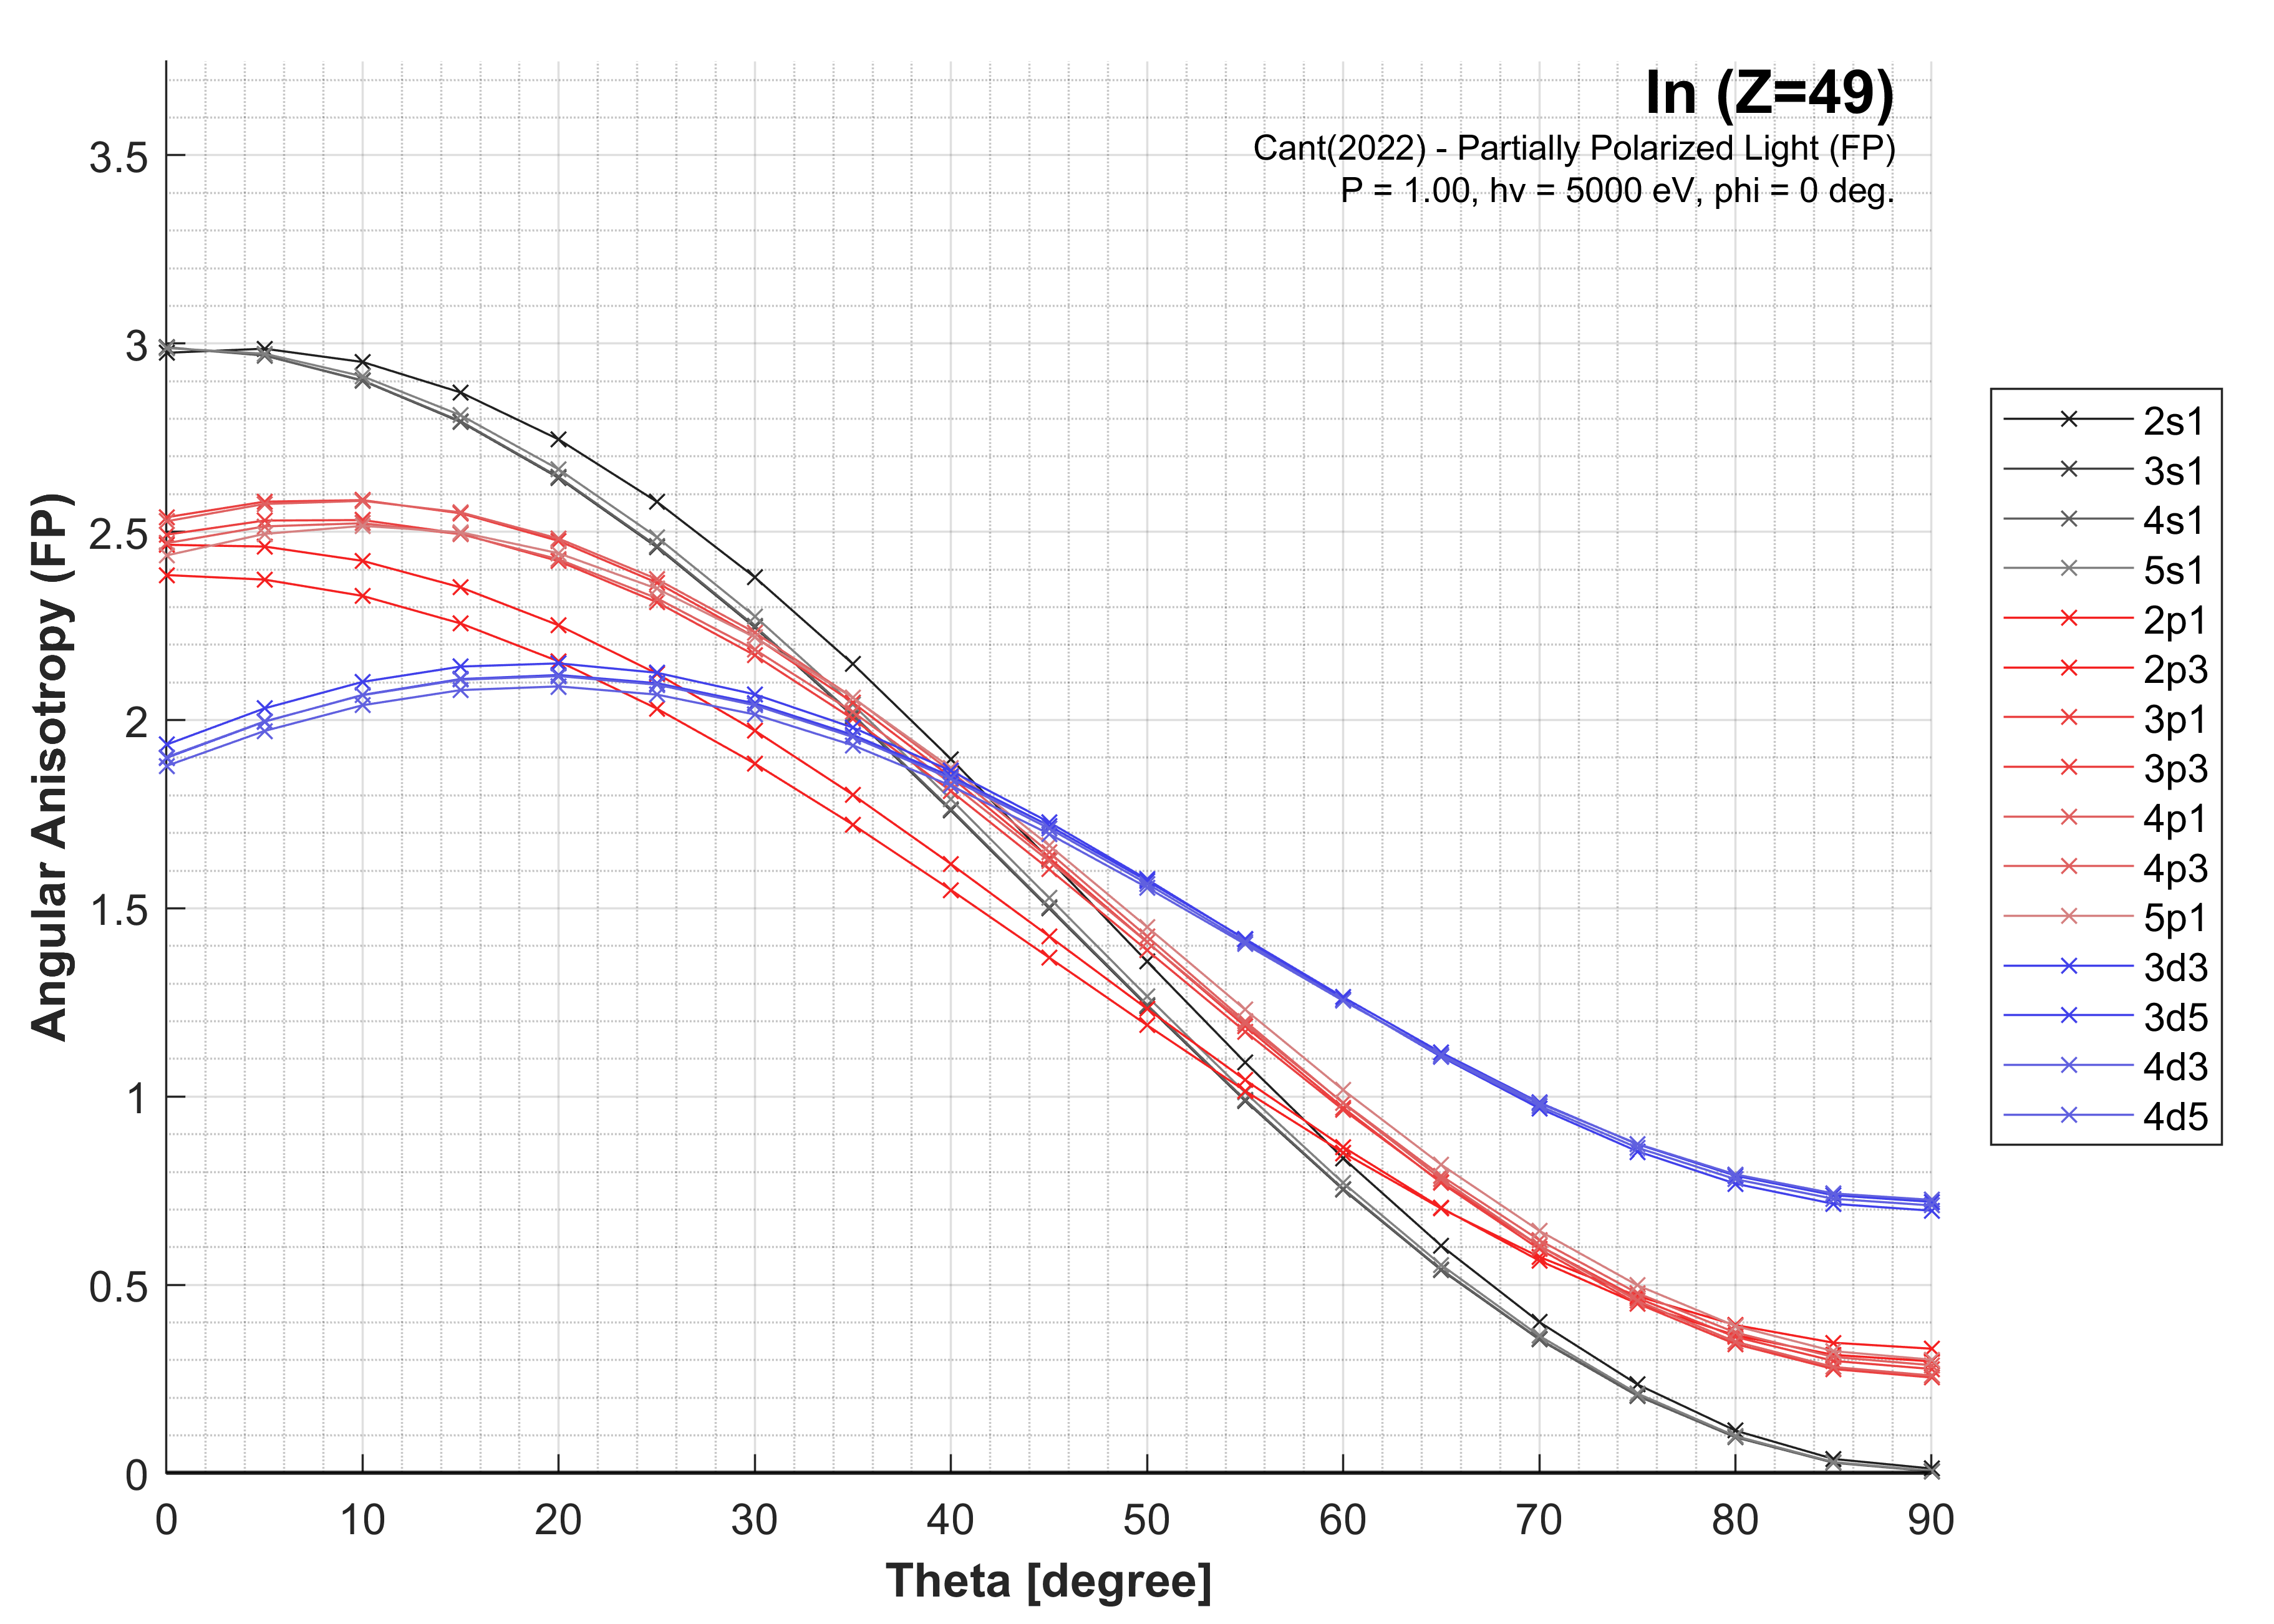 In (Z=49)
Cant(2022) - Partially Polarized Light (FP)
P = 1.00, hv = 5000 eV, phi = 0 deg.
Angular Anisotropy (FP)
3.5
3
2.5
2
1.5
1
0.5
0
0 10 20 30 40 50 60 70 80 90
Theta [degree]
2s1
3s1
4s1
5s1
2p1
2p3
3p1
3p3
4p1
4p3
5p1
3d3
3d5
4d3
4d5